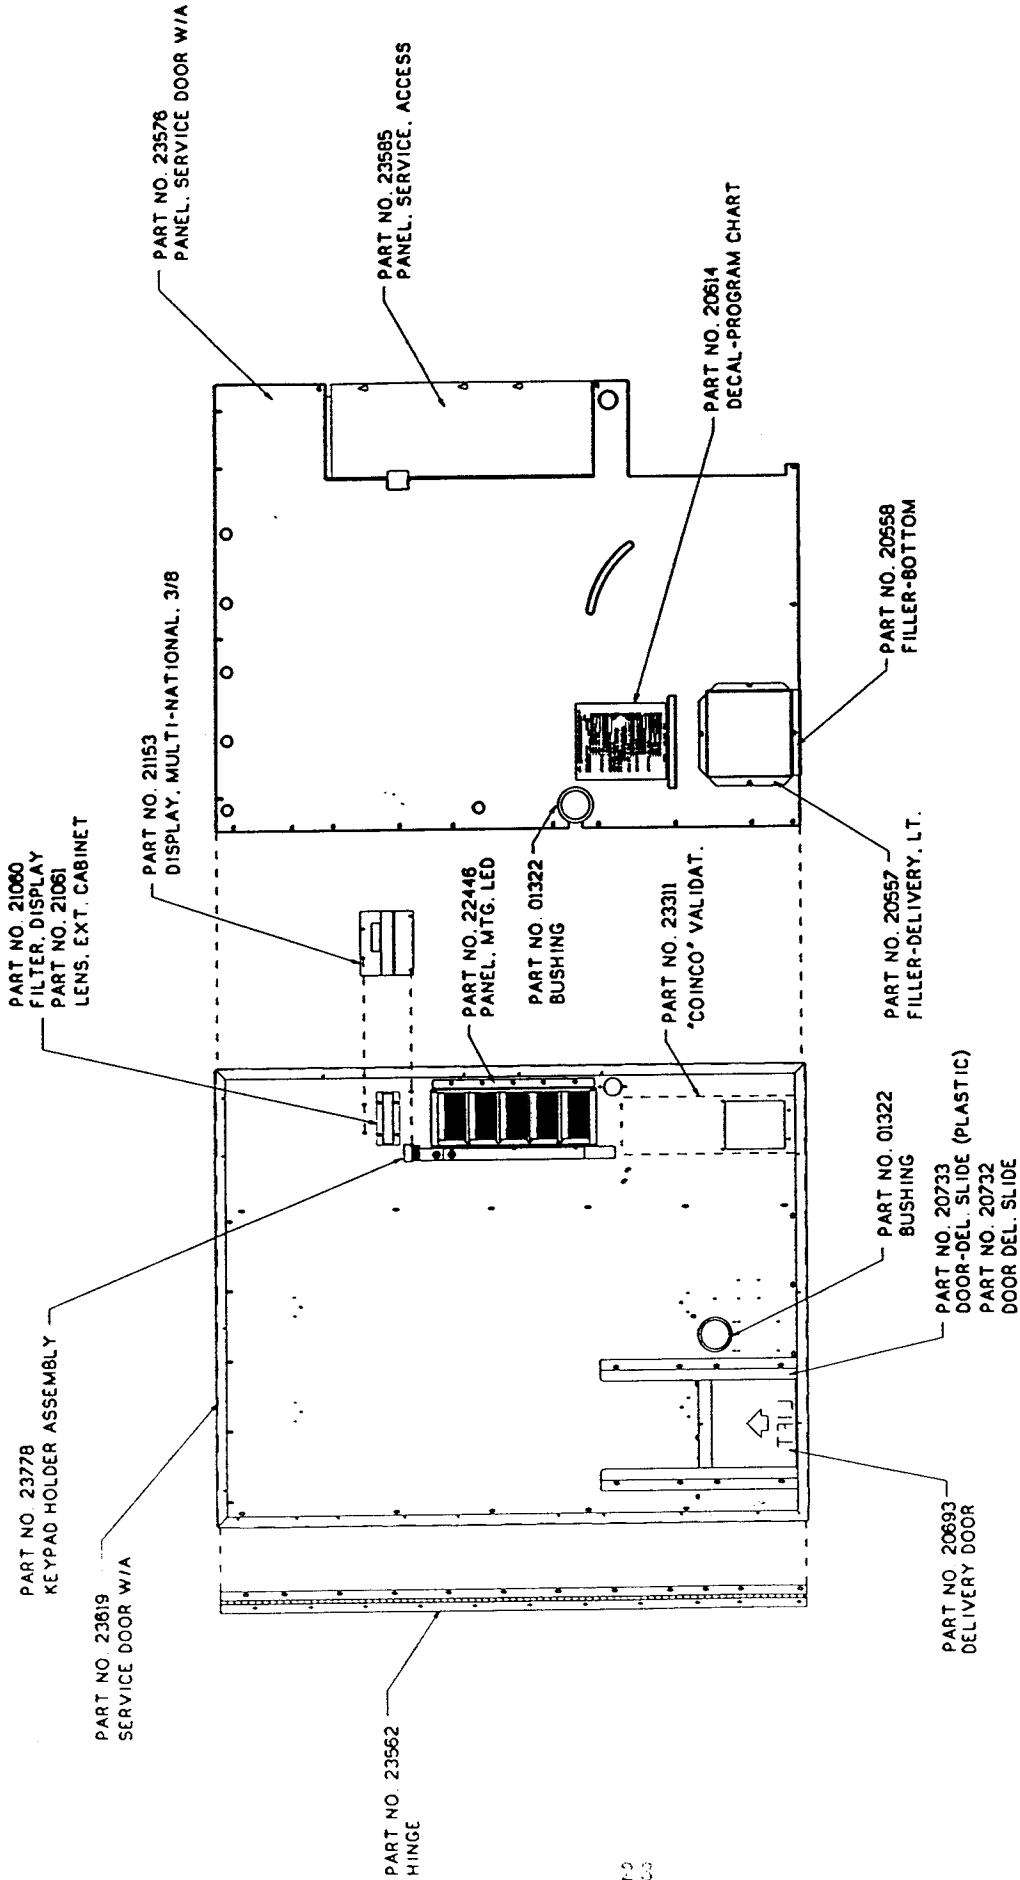 PART NO. 23778
KEYPAD HOLDER ASSEMBLY
PART NO. 23619
SERVICE DOOR W/A
PART NO. 23562
HINGE
PART NO. 21060
FILTER, DISPLAY
PART NO. 21061
LENS, EXT. CABINET
PART NO. 21153
DISPLAY, MULTI-NATIONAL, 3/8
PART NO. 23576
PANEL, SERVICE DOOR W/A
PART NO. 23585
PANEL, SERVICE, ACCESS
PART NO. 22446
PANEL, MTG. LED
PART NO. 01322
BUSHING
PART NO. 23311
"COINCO" VALIDAT.
PART NO. 20614
DECAL-PROGRAM CHART
PART NO. 20557
FILLER-DELIVERY, LT.
PART NO. 20558
FILLER-BOTTOM
LIFT
PART NO. 01322
BUSHING
PART NO. 20733
DOOR-DEL. SLIDE (PLASTIC)
PART NO. 20732
DOOR DEL. SLIDE
PART NO. 20693
DELIVERY DOOR
23